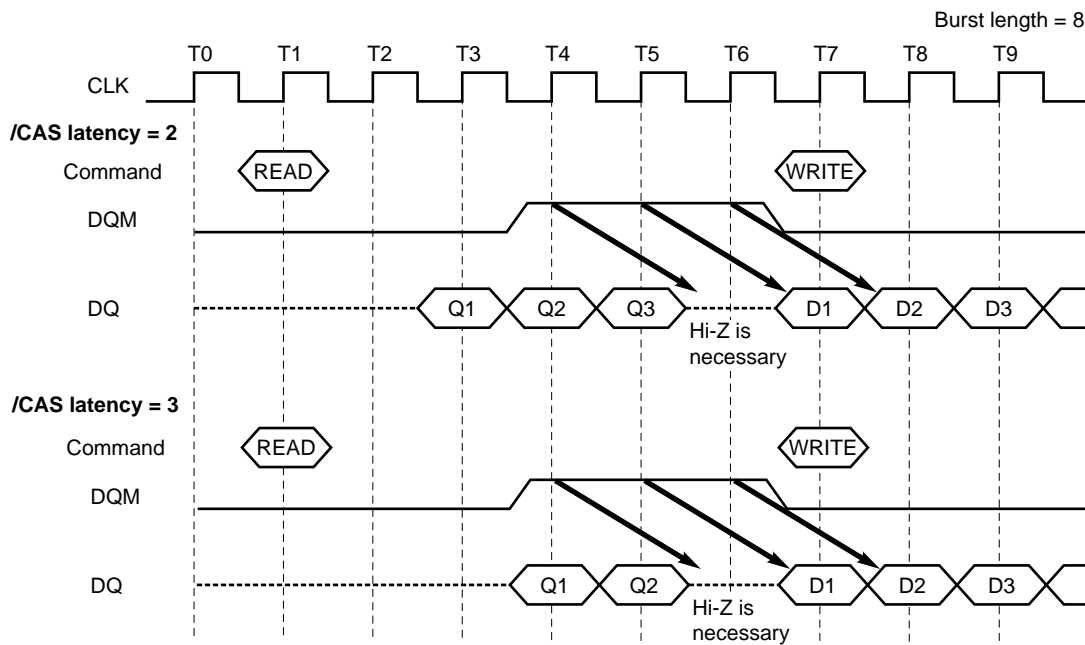 Burst length = 8
T0 T1 T2 T3 T4 T5 T6 T7 T8 T9
CLK
/CAS latency = 2
Command READ WRITE
DQM
DQ Q1 Q2 Q3 D1 D2 D3
Hi-Z is
necessary
/CAS latency = 3
Command READ WRITE
DQM
DQ Q1 Q2 D1 D2 D3
Hi-Z is
necessary